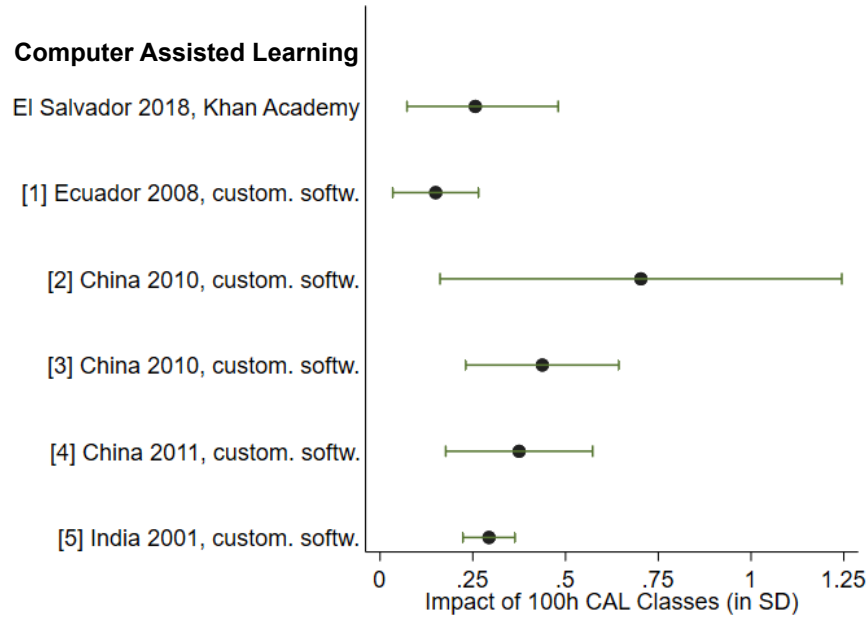 Computer Assisted Learning
El Salvador 2018, Khan Academy
[1] Ecuador 2008, custom. softw.
[2] China 2010, custom. softw.
[3] China 2010, custom. softw.
[4] China 2011, custom. softw.
[5] India 2001, custom. softw.
0 .25 .5 .75 1 1.25
Impact of 100h CAL Classes (in SD)